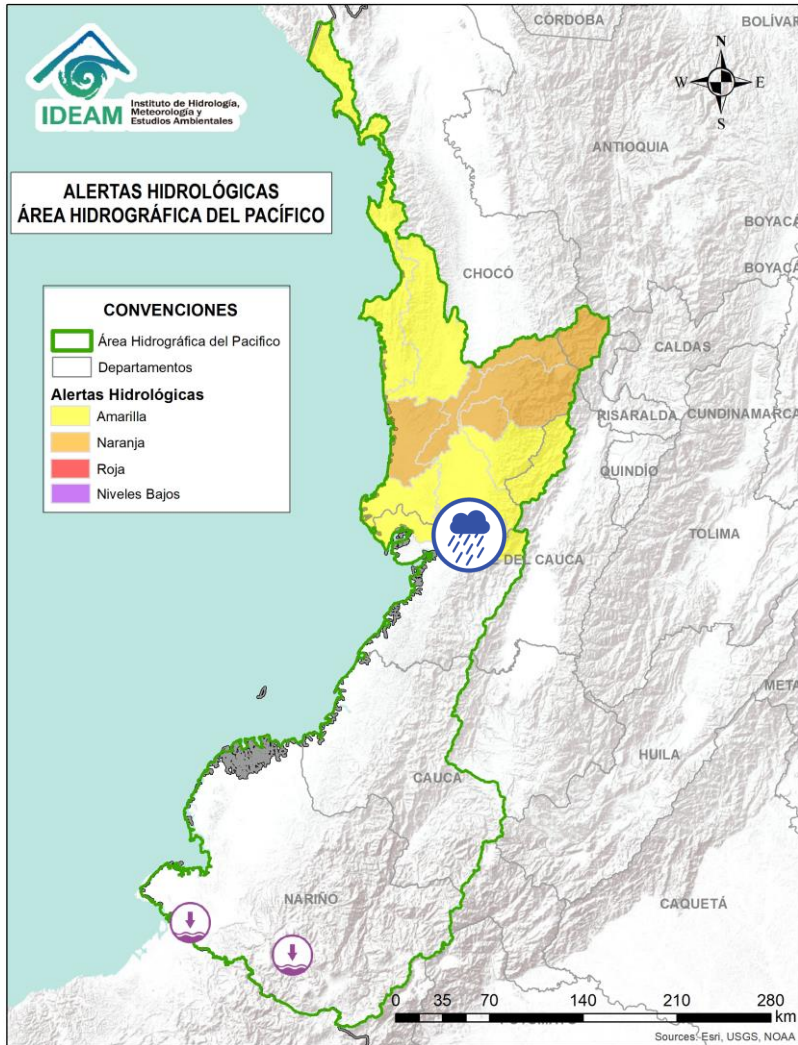 CÓRDOBA
BOLÍVAR
IDEAM
Instituto de Hidrología,
Meteorología y
Estudios Ambientales
N
W
E
S
ANTIOQUIA
ALERTAS HIDROLÓGICAS
ÁREA HIDROGRÁFICA DEL PACÍFICO
BOYACÁ
BOYACÁ
CHOCÓ
CONVENCIONES
Área Hidrográfica del Pacifico
Departamentos
Alertas Hidrológicas
Amarilla
Naranja
Roja
Niveles Bajos
CALDAS
RISARALDA
CUNDINAMARCA
QUINDÍO
TOLIMA
DEL CAUCA
META
HUILA
CAUCA
NARIÑO
CAQUETÁ
0 35 70 140 210 280
km
Sources: Esri, USGS, NOAA